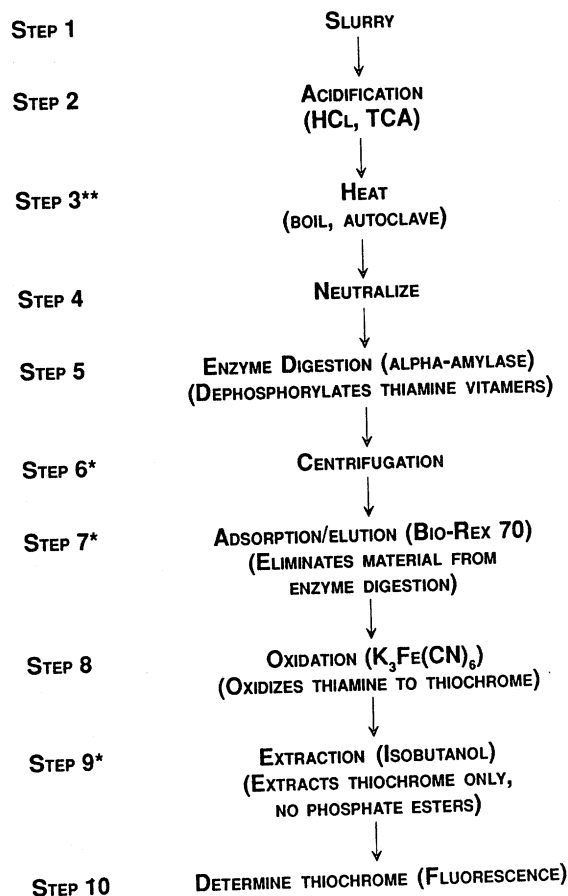 STEP 1 SLURRY
STEP 2 ACIDIFICATION
(HCL, TCA)
STEP 3** HEAT
(BOIL, AUTOCLAVE)
STEP 4 NEUTRALIZE
STEP 5 ENZYME DIGESTION (ALPHA-AMYLASE)
(DEPHOSPHORYLATES THIAMINE VITAMERS)
STEP 6* CENTRIFUGATION
STEP 7* ADSORPTION/ELUTION (BIO-REX 70)
(ELIMINATES MATERIAL FROM
ENZYME DIGESTION)
STEP 8 OXIDATION (K₃FE(CN)₆)
(OXIDIZES THIAMINE TO THIOCHROME)
STEP 9* EXTRACTION (ISOBUTANOL)
(EXTRACTS THIOCHROME ONLY,
NO PHOSPHATE ESTERS)
STEP 10 DETERMINE THIOCHROME (FLUORESCENCE)